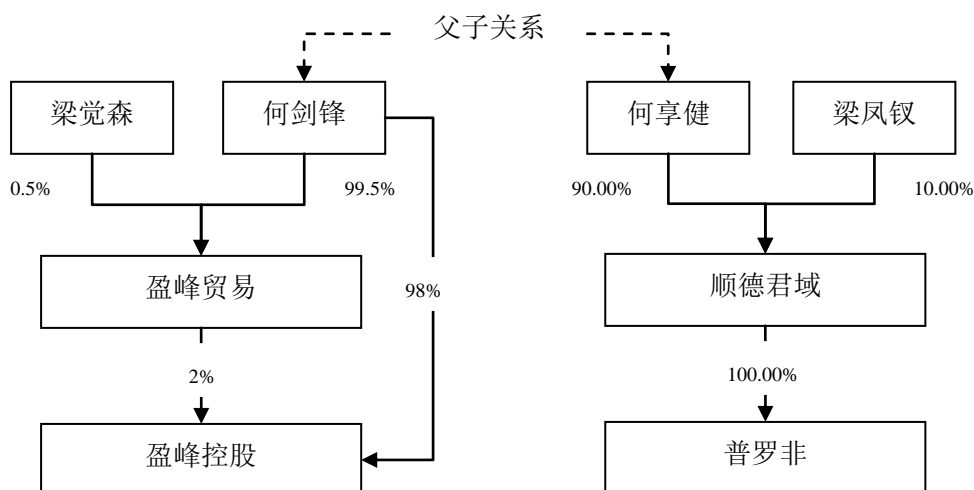 父子关系
梁觉森
何剑锋
何享健
梁凤钗
0.5%
99.5%
90.00%
10.00%
盈峰贸易
98%
顺德君域
2%
100.00%
盈峰控股
普罗非